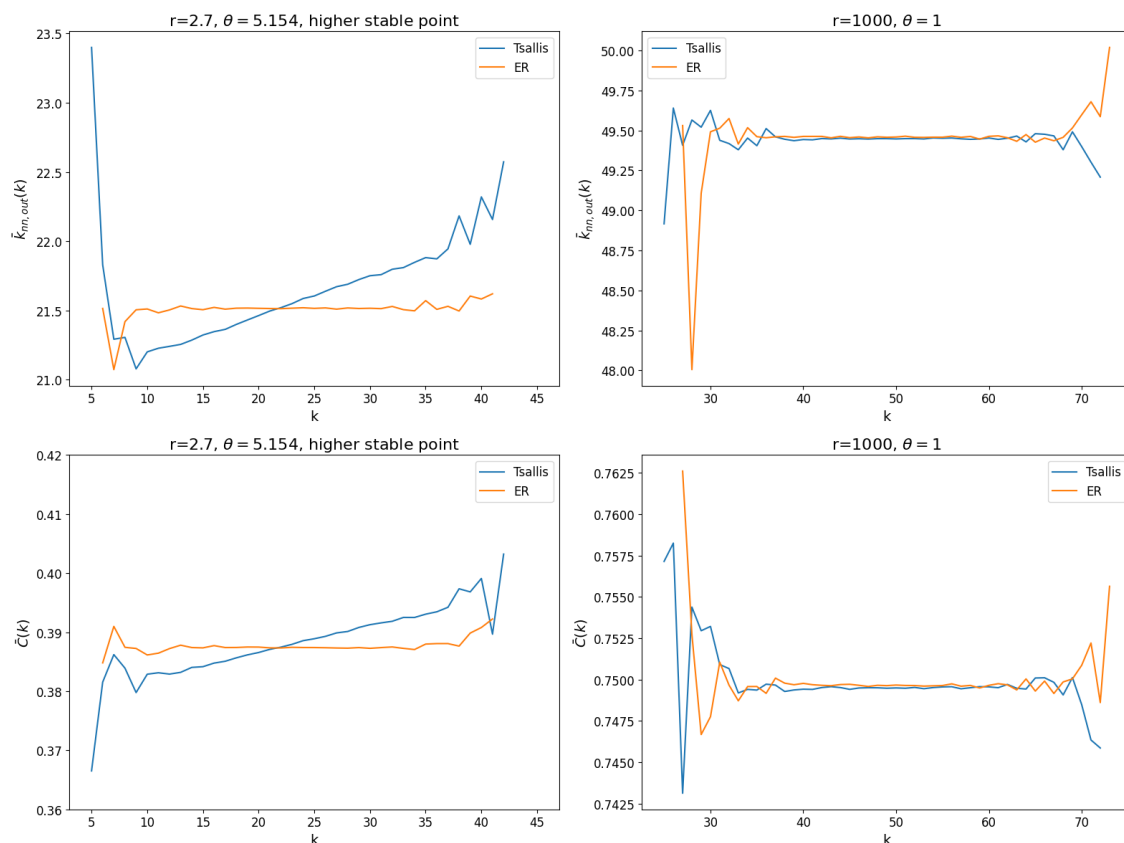 r=2.7, θ = 5.154, higher stable point
23.5
23.0
22.5
22.0
21.5
21.0
k̄nn, out(k)
Tsallis
ER
5 10 15 20 25 30 35 40 45
k
r=1000, θ = 1
50.00
49.75
49.50
49.25
49.00
48.75
48.50
48.25
48.00
k̄nn, out(k)
Tsallis
ER
30 40 50 60 70
k
r=2.7, θ = 5.154, higher stable point
0.42
0.41
0.40
0.39
0.38
0.37
0.36
C̄(k)
Tsallis
ER
5 10 15 20 25 30 35 40 45
k
r=1000, θ = 1
0.7625
0.7600
0.7575
0.7550
0.7525
0.7500
0.7475
0.7450
0.7425
C̄(k)
Tsallis
ER
30 40 50 60 70
k